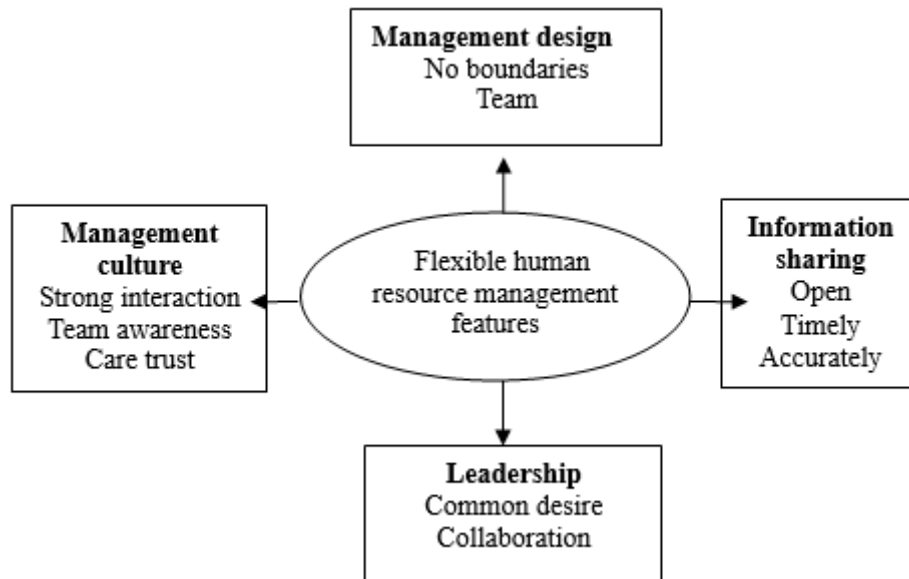 Management design
No boundaries
Team
Management
culture
Strong interaction
Team awareness
Care trust
Flexible human
resource management
features
Information
sharing
Open
Timely
Accurately
Leadership
Common desire
Collaboration